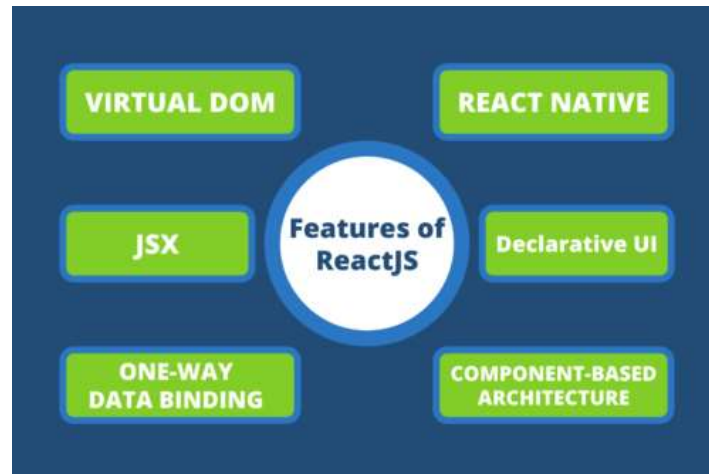 VIRTUAL DOM
REACT NATIVE
Features of
ReactJS
JSX
Declarative UI
ONE-WAY
DATA BINDING
COMPONENT-BASED
ARCHITECTURE